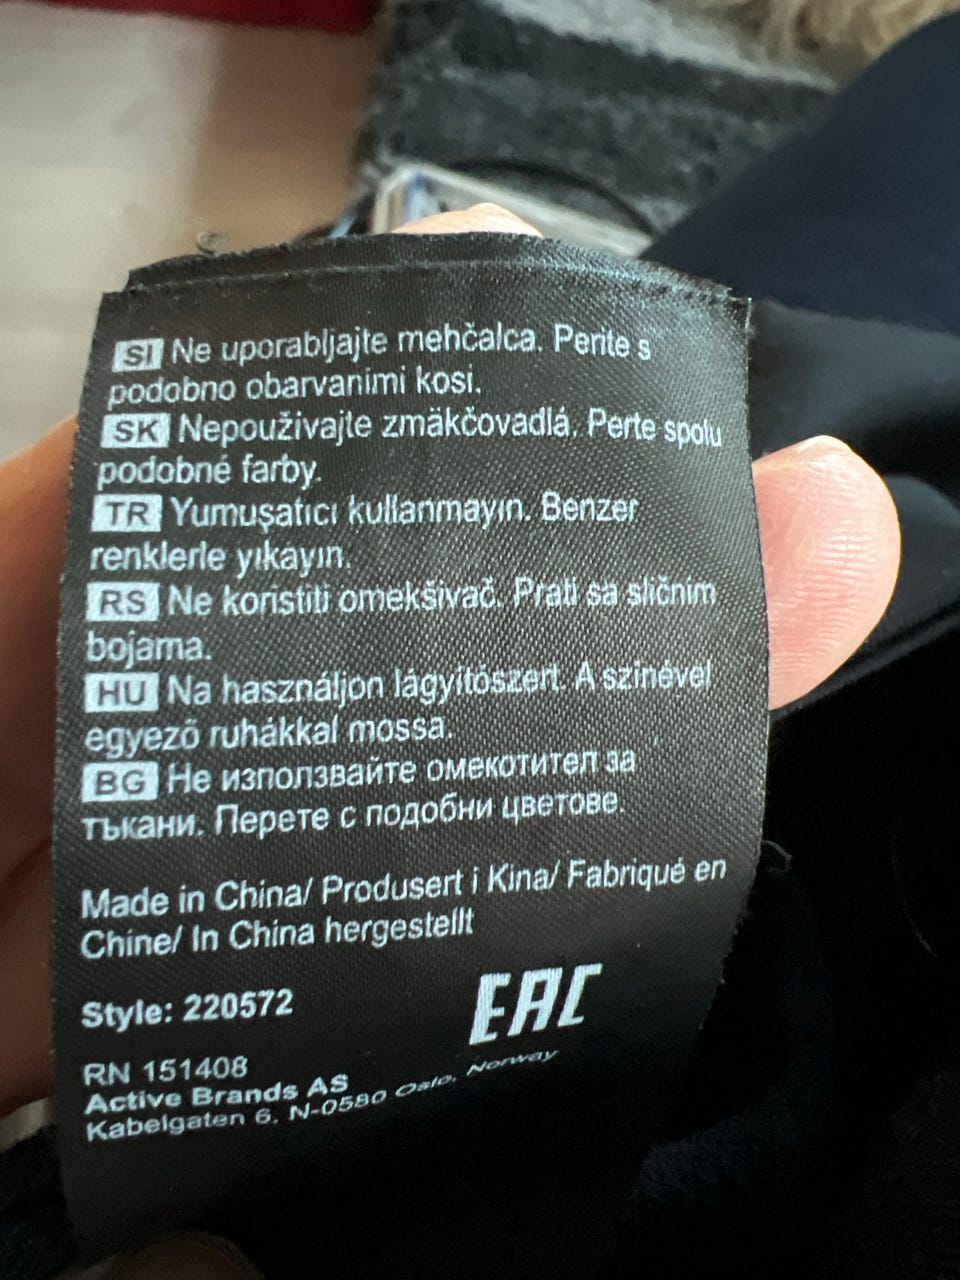 SI Ne uporabljajte mehčalca. Perite s
podobno obarvanimi kosi.
SK Nepoužívajte zmäkčovadlá. Perte spolu
podobné farby.
TR Yumuşatıcı kullanmayın. Benzer
renklerle yıkayın.
RS Ne koristiti omekšivač. Prati sa sličnim
bojama.
HU Na használjon lágyítószert. A színével
egyező ruhákkal mossa.
BG Не използвайте омекотител за
тъкани. Перете с подобни цветове.
Made in China/ Produsert i Kina/ Fabriqué en
Chine/ In China hergestellt
Style: 220572
EAC
RN 151408
Active Brands AS
Kabelgaten 6, N-0580 Oslo, Norway